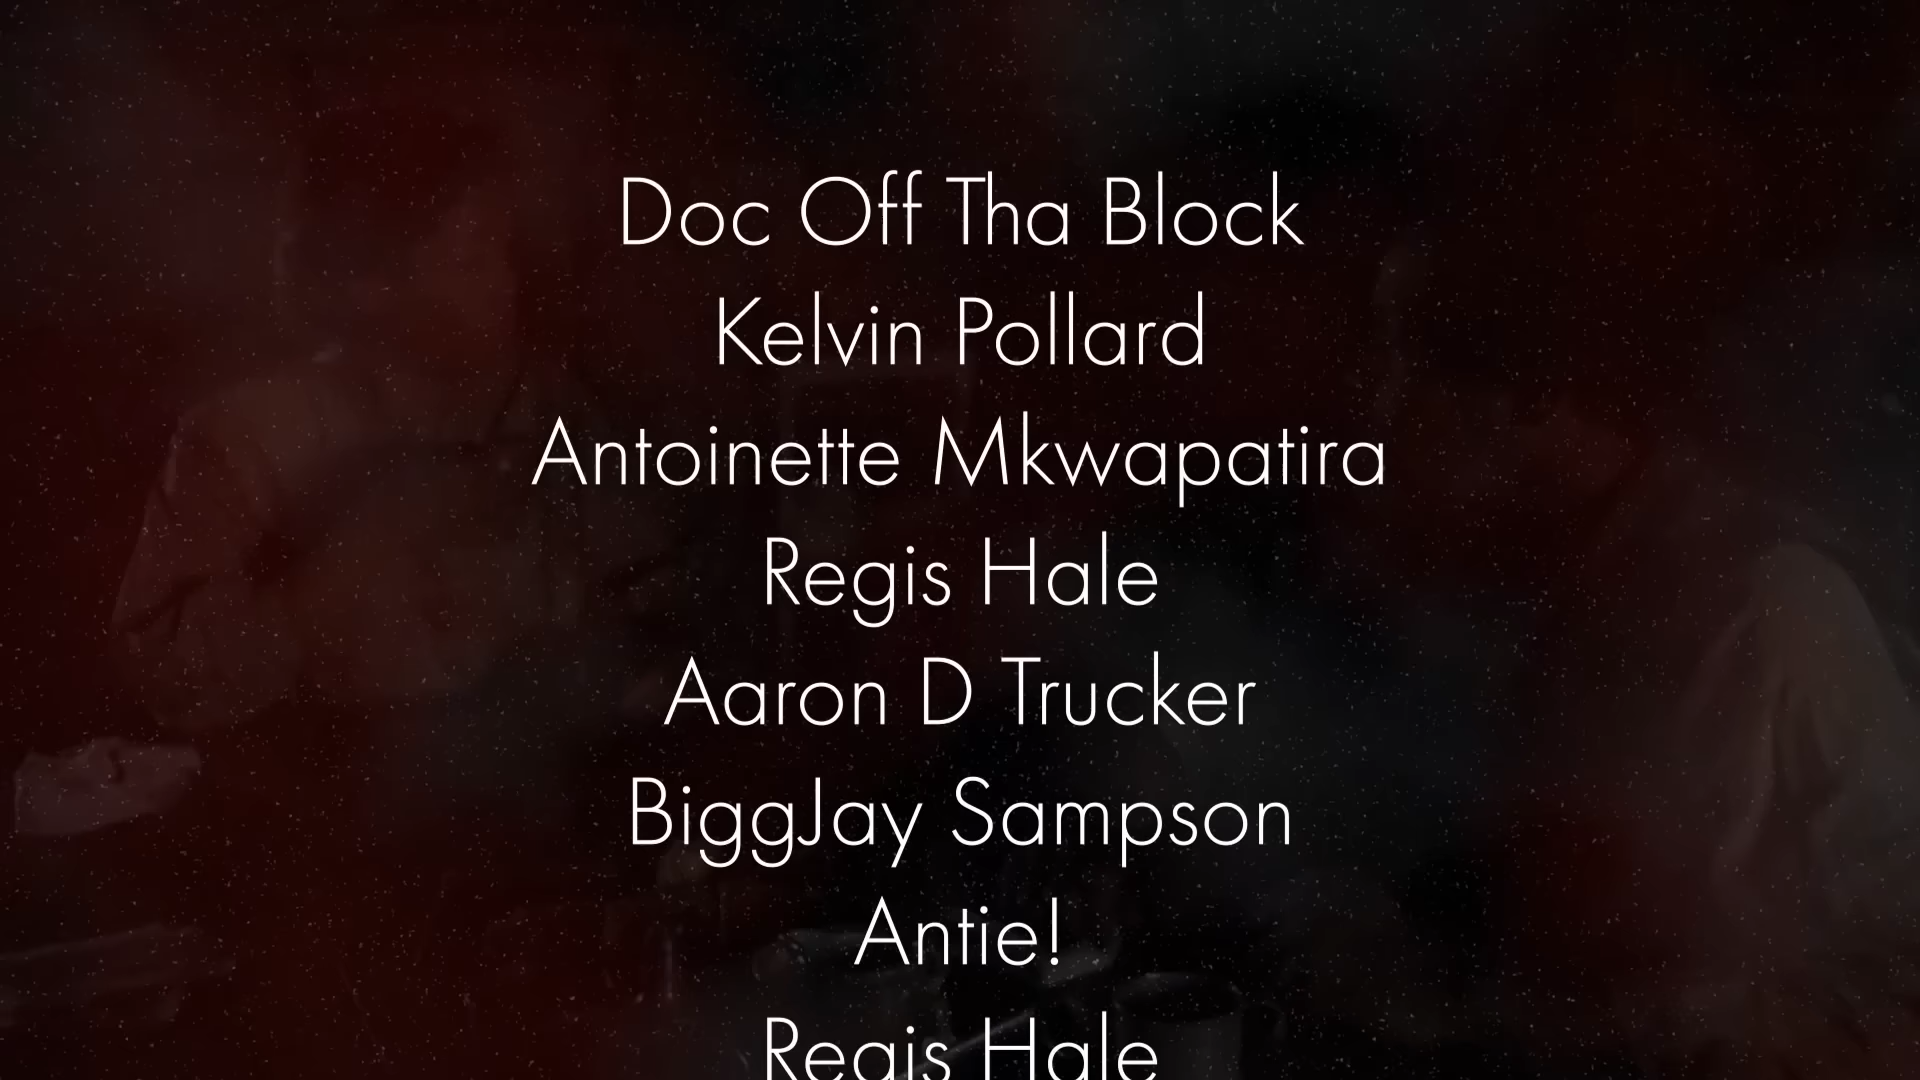 Doc Off Tha Block
Kelvin Pollard
Antoinette Mkwapatira
Regis Hale
Aaron D Trucker
BiggJay Sampson
Antie!
Regis Hale